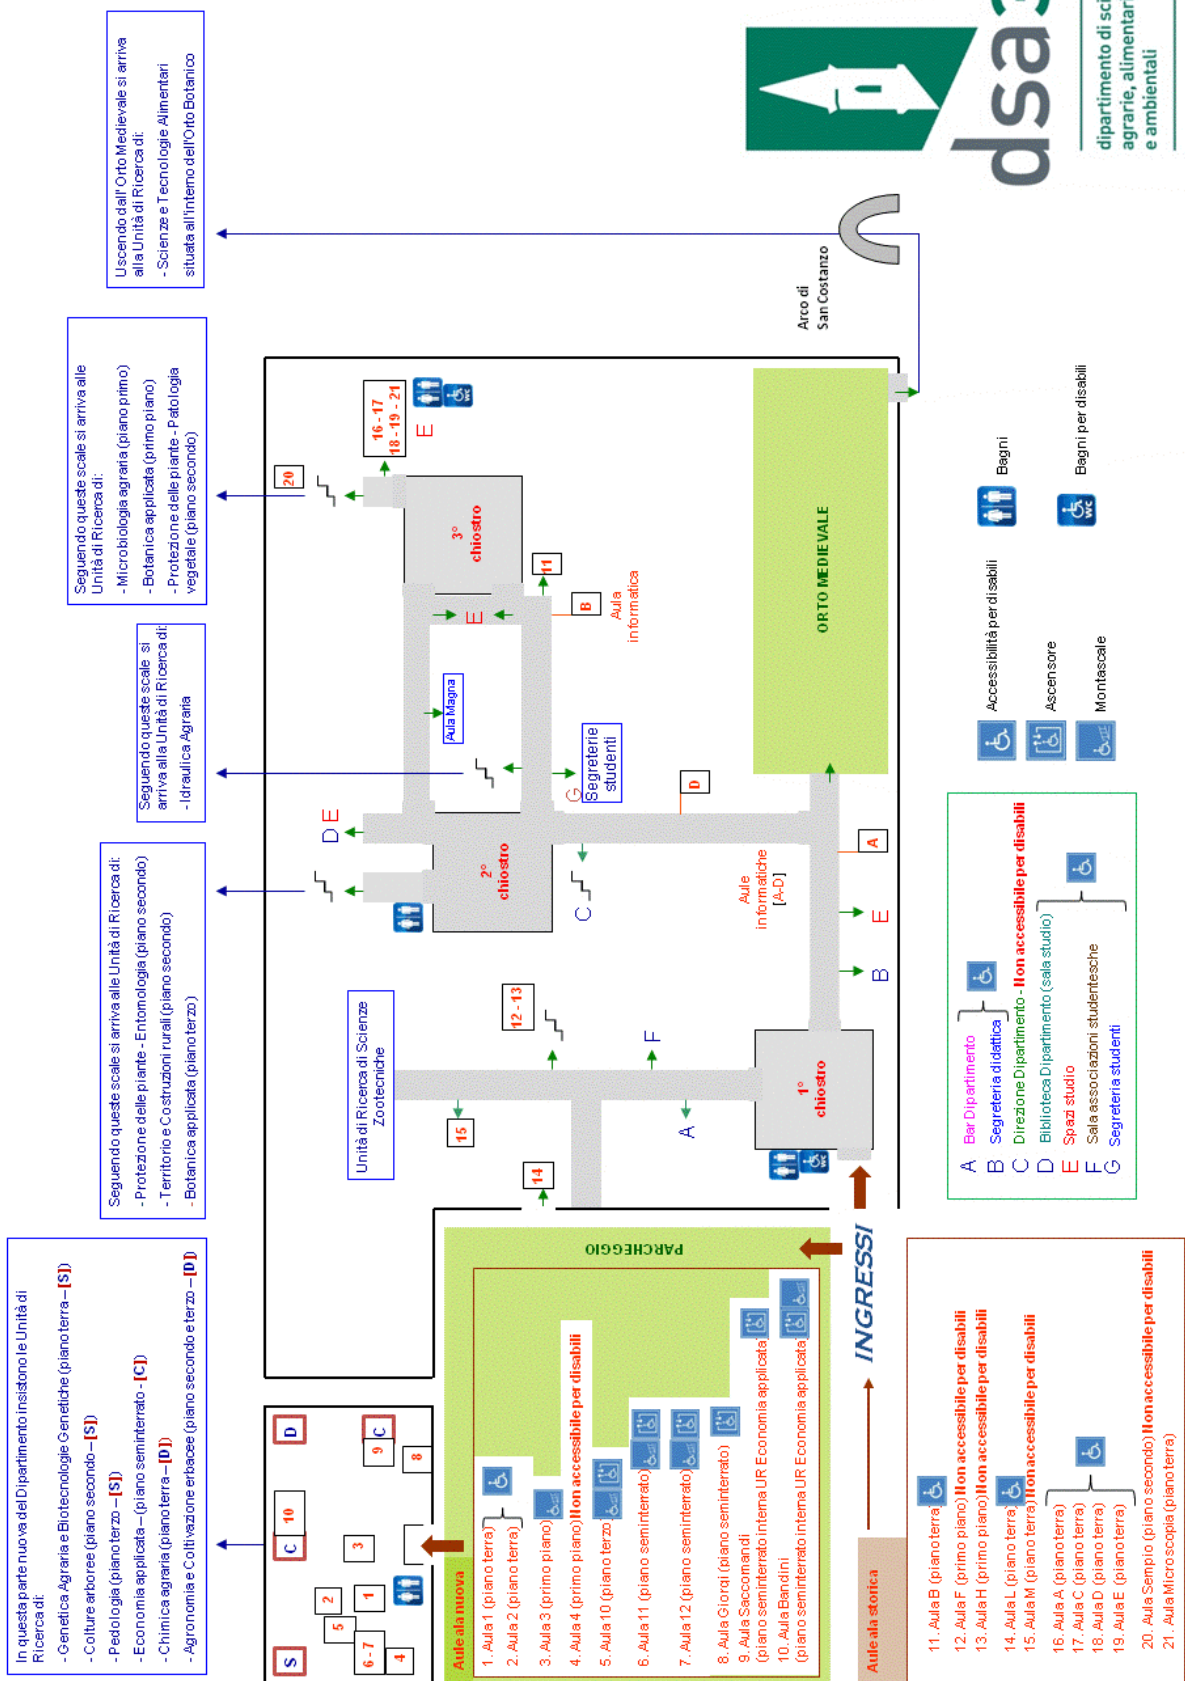 In questa parte nuova del Dipartimento insistono le Unità di
Ricerca di:
- Genetica Agraria e Biotecnologie Genetiche (piano terra – [S])
- Colture arboree (piano secondo – [S])
- Pedologia (piano terzo – [S])
- Economia applicata – (piano seminterrato - [C])
- Chimica agraria (piano terra – [D])
- Agronomia e Coltivazione erbacee (piano secondo e terzo – [D])
Seguendo queste scale si arriva alle Unità di Ricerca di:
- Protezione delle piante - Entomologia (piano secondo)
- Territorio e Costruzioni rurali (piano secondo)
- Botanica applicata (piano terzo)
Seguendo queste scale si
arriva alla Unità di Ricerca di:
- Idraulica Agraria
Seguendo queste scale si arriva alle
Unità di Ricerca di:
- Microbiologia agraria (piano primo)
- Botanica applicata (primo piano)
- Protezione delle piante - Patologia
vegetale (piano secondo)
Uscendo dall' Orto Medievale si arriva
alla Unità di Ricerca di:
- Scienze e Tecnologie Alimentari
situata all'interno dell'Orto Botanico
S
C
10
D
2
5
1
3
9
C
6 - 7
4
8
Unità di Ricerca di Scienze
Zootecniche
15
14
12 - 13
A
F
D E
2°
chiostro
C
G
Segreterie
studenti
Aula Magna
E
3°
chiostro
20
16 - 17
18 - 19 - 21
E
11
B
Aula
informatica
D
Aule
informatiche
[A-D]
A
B
E
1°
chiostro
ORTO MEDIEVALE
Arco di
San Costanzo
PARCHEGGIO
INGRESSI
Aule ala nuova
1. Aula 1 (piano terra)
2. Aula 2 (piano terra)
3. Aula 3 (primo piano)
4. Aula 4 (primo piano) Non accessibile per disabili
5. Aula 10 (piano terzo)
6. Aula 11 (piano seminterrato)
7. Aula 12 (piano seminterrato)
8. Aula Giorgi (piano seminterrato)
9. Aula Saccomandi
(piano seminterrato interna UR Economia applicata)
10. Aula Bandini
(piano seminterrato interna UR Economia applicata)
Aule ala storica
11. Aula B (piano terra)
12. Aula F (primo piano) Non accessibile per disabili
13. Aula H (primo piano) Non accessibile per disabili
14. Aula L (piano terra)
15. Aula M (piano terra) Non accessibile per disabili
16. Aula A (piano terra)
17. Aula C (piano terra)
18. Aula D (piano terra)
19. Aula E (piano terra)
20. Aula Sempio (piano secondo) Non accessibile per disabili
21. Aula Microscopia (piano terra)
A Bar Dipartimento
B Segreteria didattica
C Direzione Dipartimento - Non accessibile per disabili
D Biblioteca Dipartimento (sala studio)
E Spazi studio
F Sala associazioni studentesche
G Segreteria studenti
Accessibilità per disabili
Ascensore
Montascale
Bagni
WC
Bagni per disabili
dsa3
dipartimento di sci
agrarie, alimentari
e ambientali